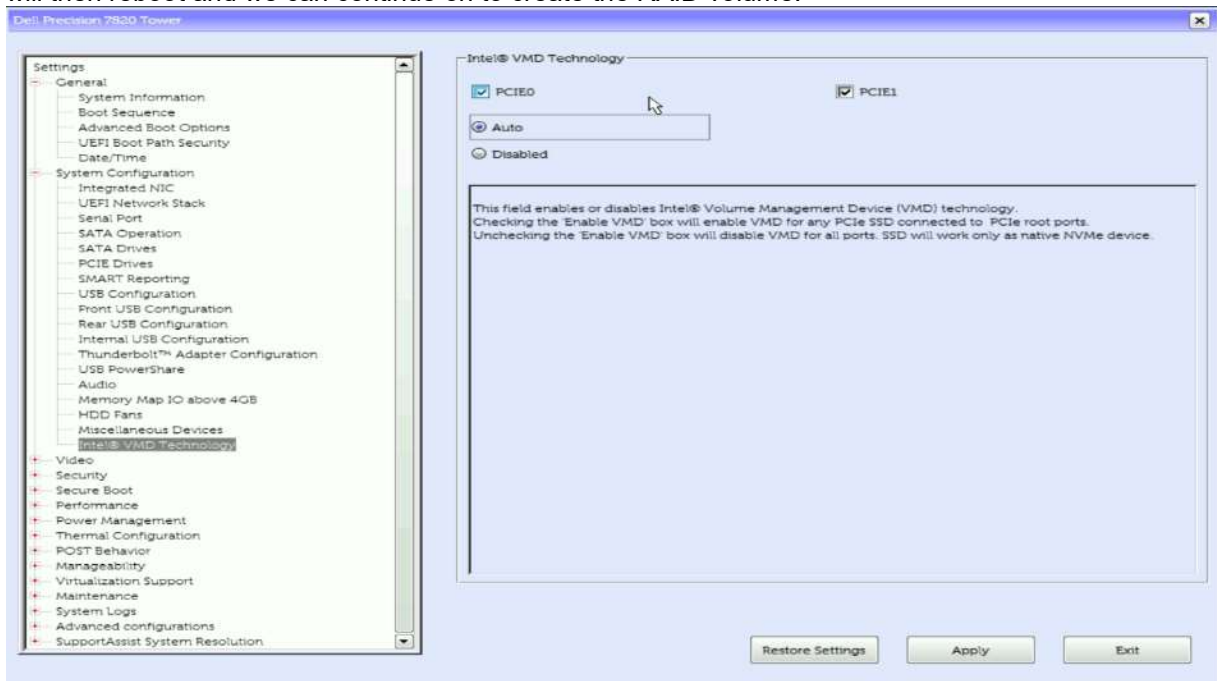 will then reboot and we can continue on to create the RAID volume.
Dell Precision 7820 Tower
Settings
General
System Information
Boot Sequence
Advanced Boot Options
UEFI Boot Path Security
Date/Time
System Configuration
Integrated NIC
UEFI Network Stack
Serial Port
SATA Operation
SATA Drives
PCIE Drives
SMART Reporting
USB Configuration
Front USB Configuration
Rear USB Configuration
Internal USB Configuration
Thunderbolt™ Adapter Configuration
USB PowerShare
Audio
Memory Map IO above 4GB
HDD Fans
Miscellaneous Devices
Intel® VMD Technology
Video
Security
Secure Boot
Performance
Power Management
Thermal Configuration
POST Behavior
Manageability
Virtualization Support
Maintenance
System Logs
Advanced configurations
SupportAssist System Resolution
Intel® VMD Technology
PCIE0 PCIE1
Auto
Disabled
This field enables or disables Intel® Volume Management Device (VMD) technology.
Checking the 'Enable VMD' box will enable VMD for any PCIe SSD connected to PCIe root ports.
Unchecking the 'Enable VMD' box will disable VMD for all ports. SSD will work only as native NVMe device.
Restore Settings Apply Exit